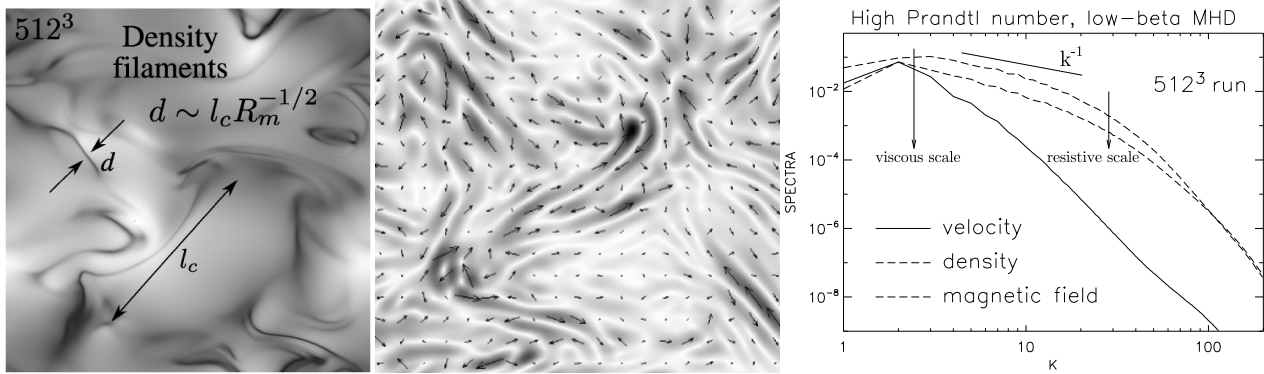 512³
Density
filaments
d ~ l_c R_m^{-1/2}
d
l_c
High Prandtl number, low-beta MHD
k⁻¹
512³ run
10⁻²
10⁻⁴
10⁻⁶
10⁻⁸
viscous scale
resistive scale
SPECTRA
velocity
density
magnetic field
1
10
100
K